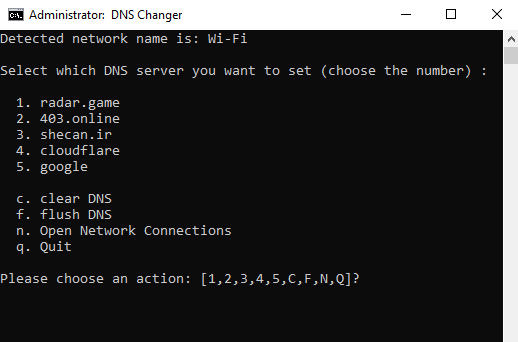 Administrator: DNS Changer
Detected network name is: Wi-Fi
Select which DNS server you want to set (choose the number) :
1. radar.game
2. 403.online
3. shecan.ir
4. cloudflare
5. google
c. clear DNS
f. flush DNS
n. Open Network Connections
q. Quit
Please choose an action: [1,2,3,4,5,C,F,N,Q]?